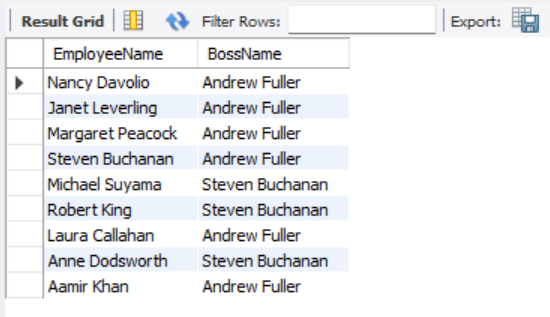 Result Grid Filter Rows: Export:
EmployeeName BossName
Nancy Davolio Andrew Fuller
Janet Leverling Andrew Fuller
Margaret Peacock Andrew Fuller
Steven Buchanan Andrew Fuller
Michael Suyama Steven Buchanan
Robert King Steven Buchanan
Laura Callahan Andrew Fuller
Anne Dodsworth Steven Buchanan
Aamir Khan Andrew Fuller